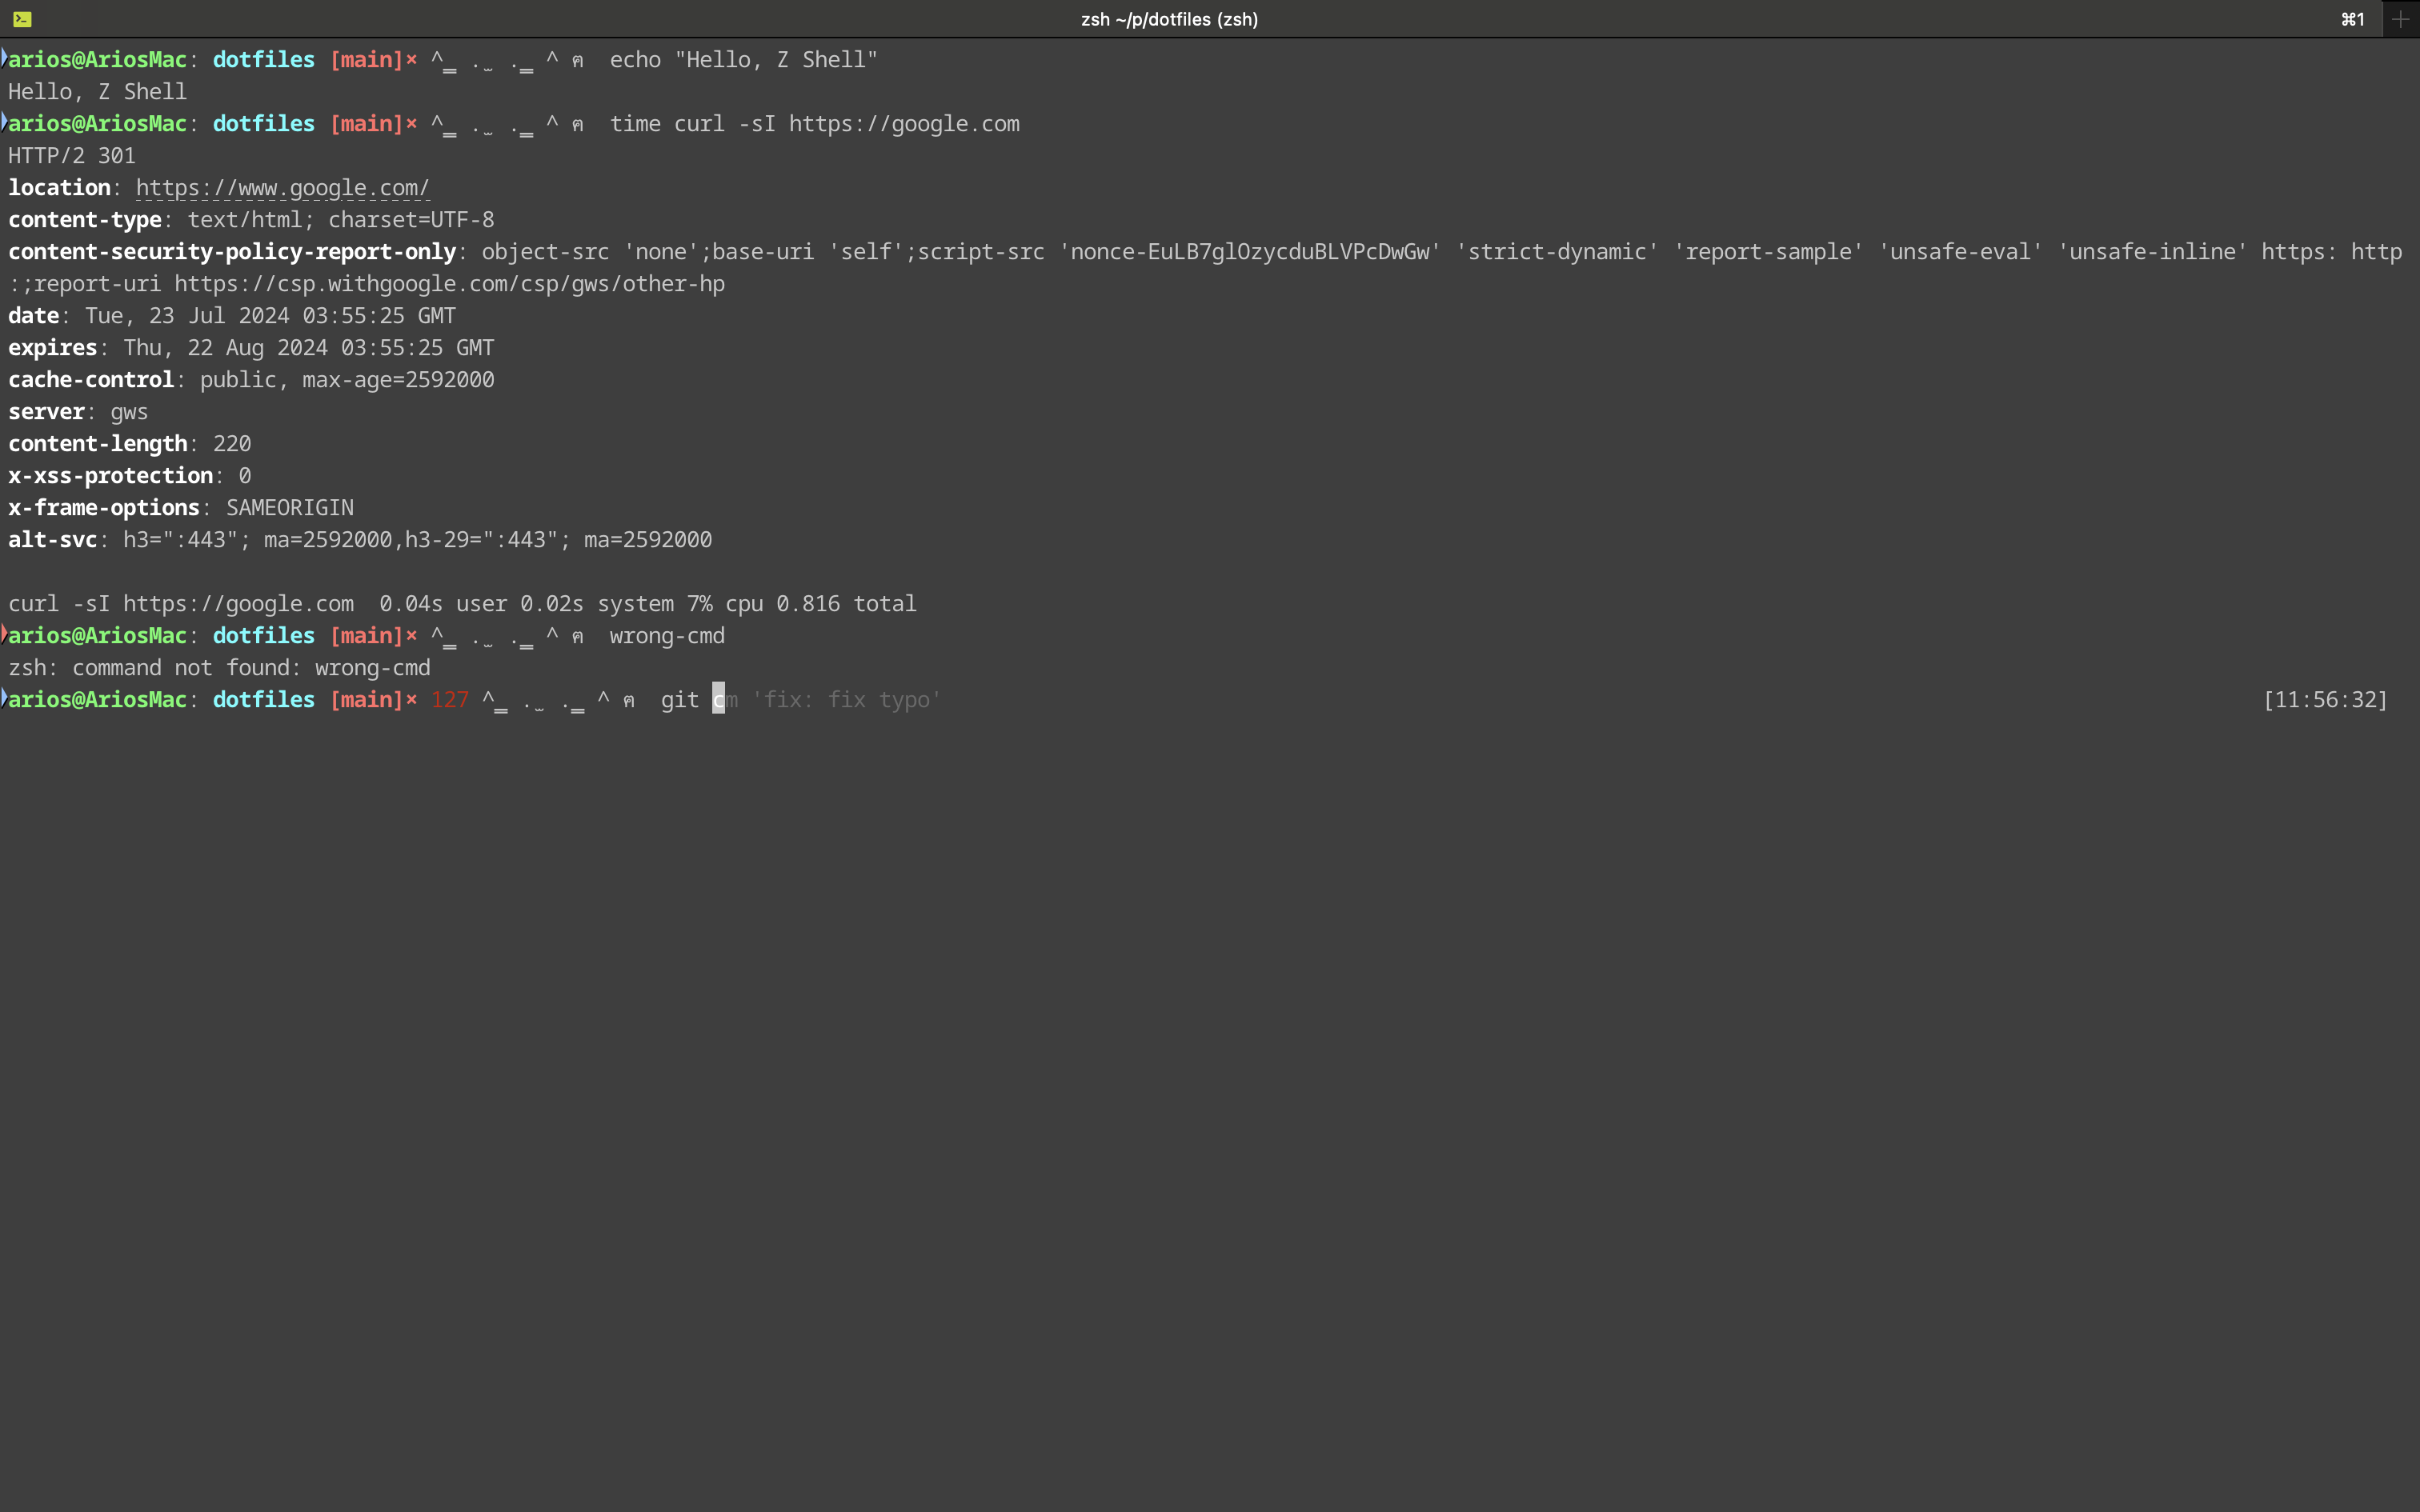 zsh ~/p/dotfiles (zsh) ⌘1
arios@AriosMac: dotfiles [main]× ^‗ .ˬ .‗ ^ ฅ  echo "Hello, Z Shell"
Hello, Z Shell
arios@AriosMac: dotfiles [main]× ^‗ .ˬ .‗ ^ ฅ  time curl -sI https://google.com
HTTP/2 301
location: https://www.google.com/
content-type: text/html; charset=UTF-8
content-security-policy-report-only: object-src 'none';base-uri 'self';script-src 'nonce-EuLB7glOzycduBLVPcDwGw' 'strict-dynamic' 'report-sample' 'unsafe-eval' 'unsafe-inline' https: http
:;report-uri https://csp.withgoogle.com/csp/gws/other-hp
date: Tue, 23 Jul 2024 03:55:25 GMT
expires: Thu, 22 Aug 2024 03:55:25 GMT
cache-control: public, max-age=2592000
server: gws
content-length: 220
x-xss-protection: 0
x-frame-options: SAMEORIGIN
alt-svc: h3=":443"; ma=2592000,h3-29=":443"; ma=2592000
curl -sI https://google.com  0.04s user 0.02s system 7% cpu 0.816 total
arios@AriosMac: dotfiles [main]× ^‗ .ˬ .‗ ^ ฅ  wrong-cmd
zsh: command not found: wrong-cmd
arios@AriosMac: dotfiles [main]× 127 ^‗ .ˬ .‗ ^ ฅ  git cm 'fix: fix typo' [11:56:32]